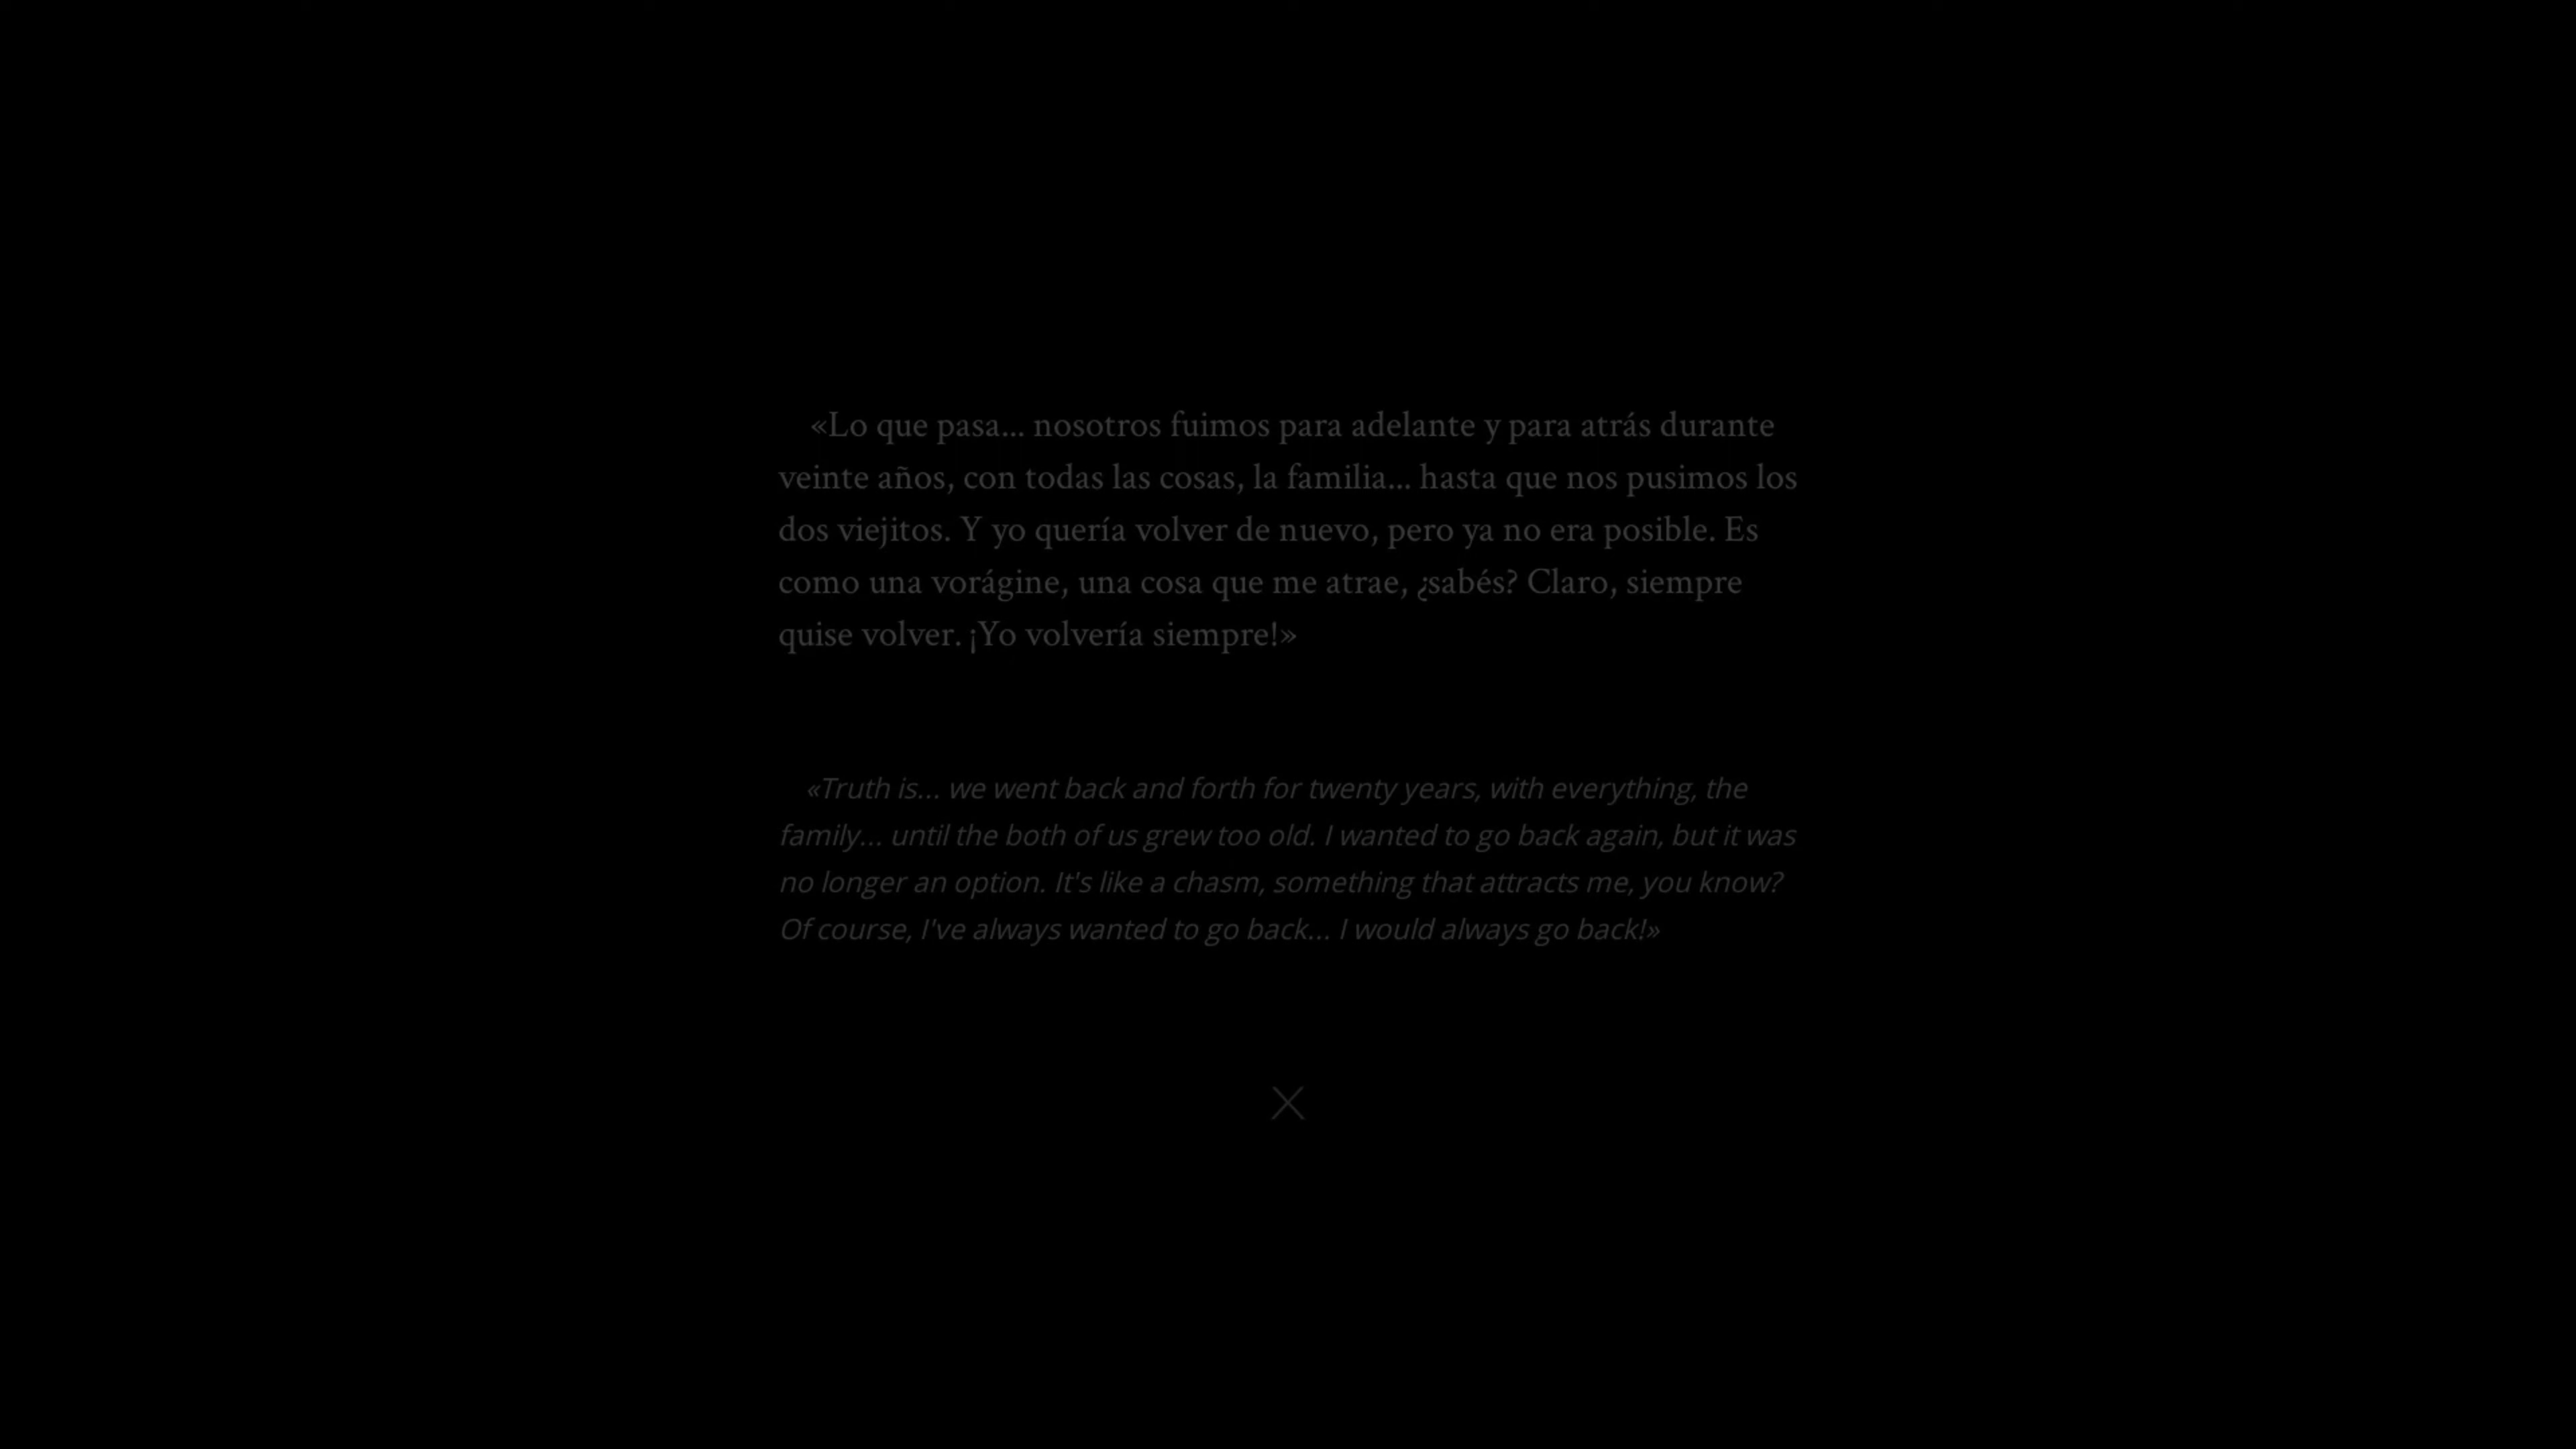 «Lo que pasa... nosotros fuimos para adelante y para atrás durante
veinte años, con todas las cosas, la familia... hasta que nos pusimos los
dos viejitos. Y yo quería volver de nuevo, pero ya no era posible. Es
como una vorágine, una cosa que me atrae, ¿sabés? Claro, siempre
quise volver. ¡Yo volvería siempre!»
«Truth is... we went back and forth for twenty years, with everything, the
family... until the both of us grew too old. I wanted to go back again, but it was
no longer an option. It's like a chasm, something that attracts me, you know?
Of course, I've always wanted to go back... I would always go back!»